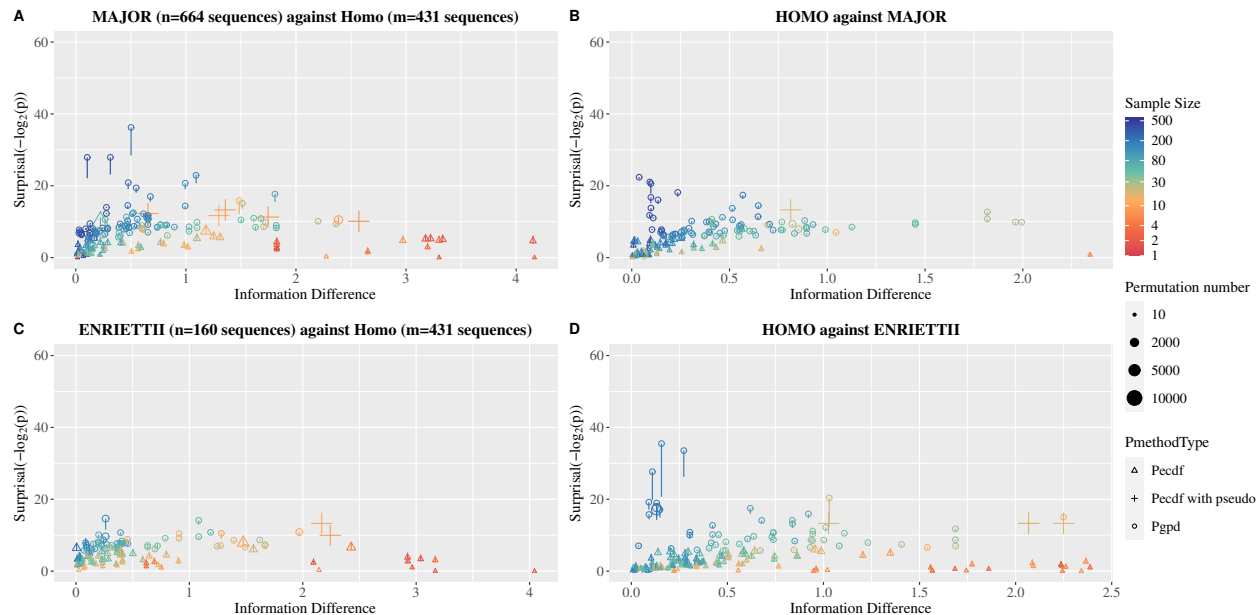 A MAJOR (n=664 sequences) against Homo (m=431 sequences)
60
40
20
0
Surprisal(−log2(p))
0 1 2 3 4
Information Difference
B HOMO against MAJOR
60
40
20
0
Surprisal(−log2(p))
0.0 0.5 1.0 1.5 2.0
Information Difference
C ENRIETTII (n=160 sequences) against Homo (m=431 sequences)
60
40
20
0
Surprisal(−log2(p))
0 1 2 3 4
Information Difference
D HOMO against ENRIETTII
60
40
20
0
Surprisal(−log2(p))
0.0 0.5 1.0 1.5 2.0 2.5
Information Difference
Sample Size
500
200
80
30
10
4
2
1
Permutation number
10
2000
5000
10000
PmethodType
Pecdf
Pecdf with pseudo
Pgpd